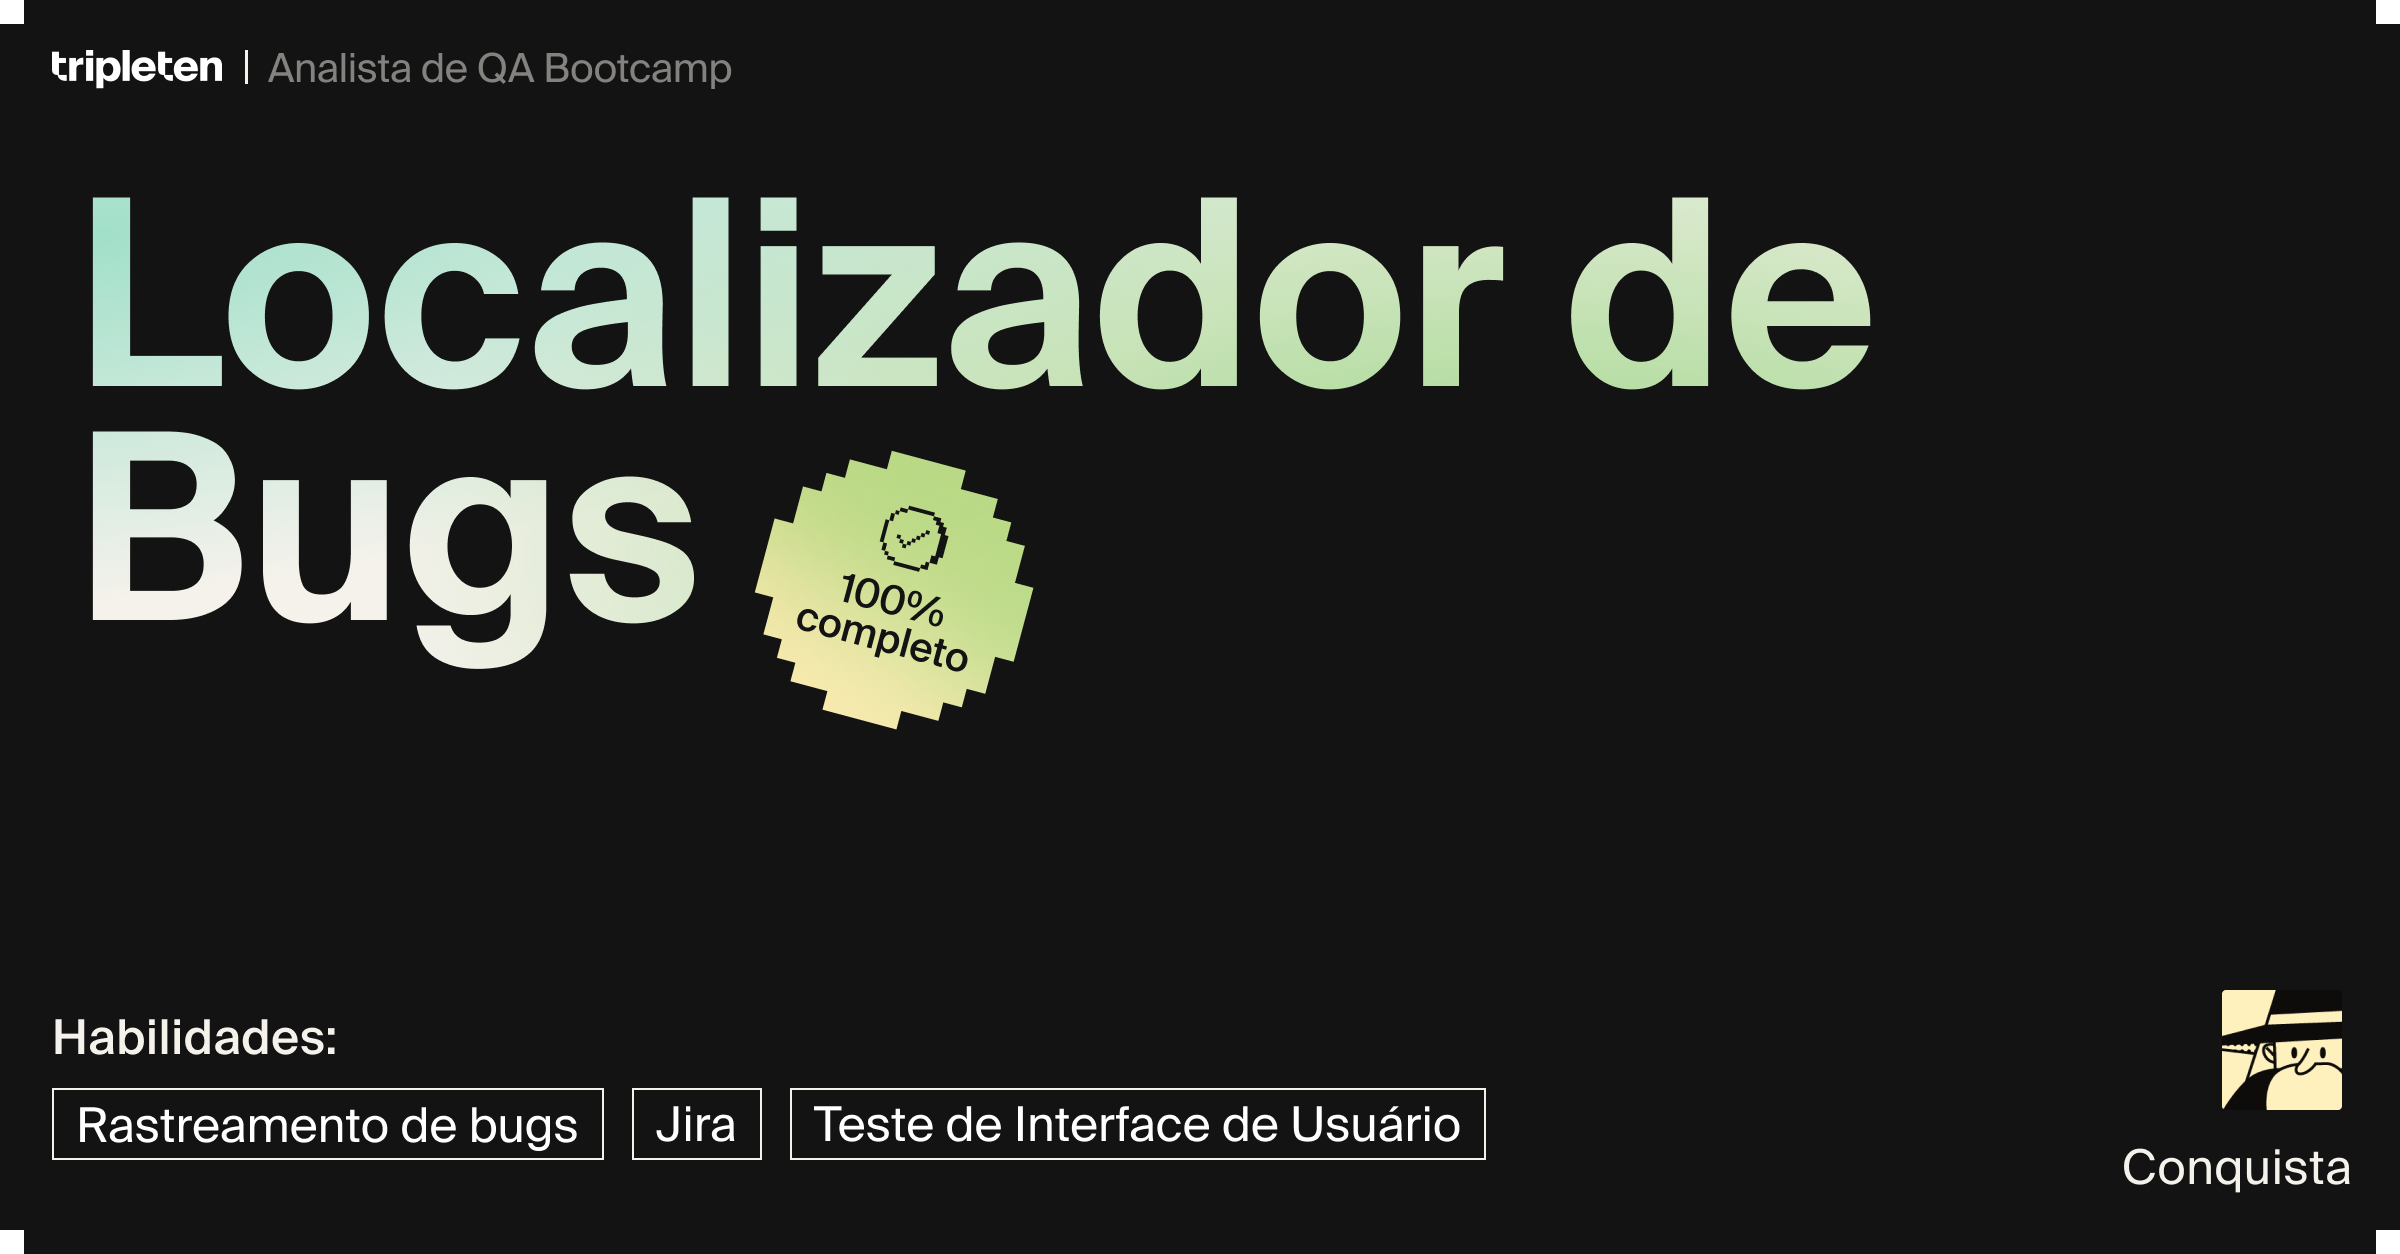 tripleten | Analista de QA Bootcamp
Localizador de
Bugs
100%
completo
Habilidades:
Rastreamento de bugs
Jira
Teste de Interface de Usuário
Conquista